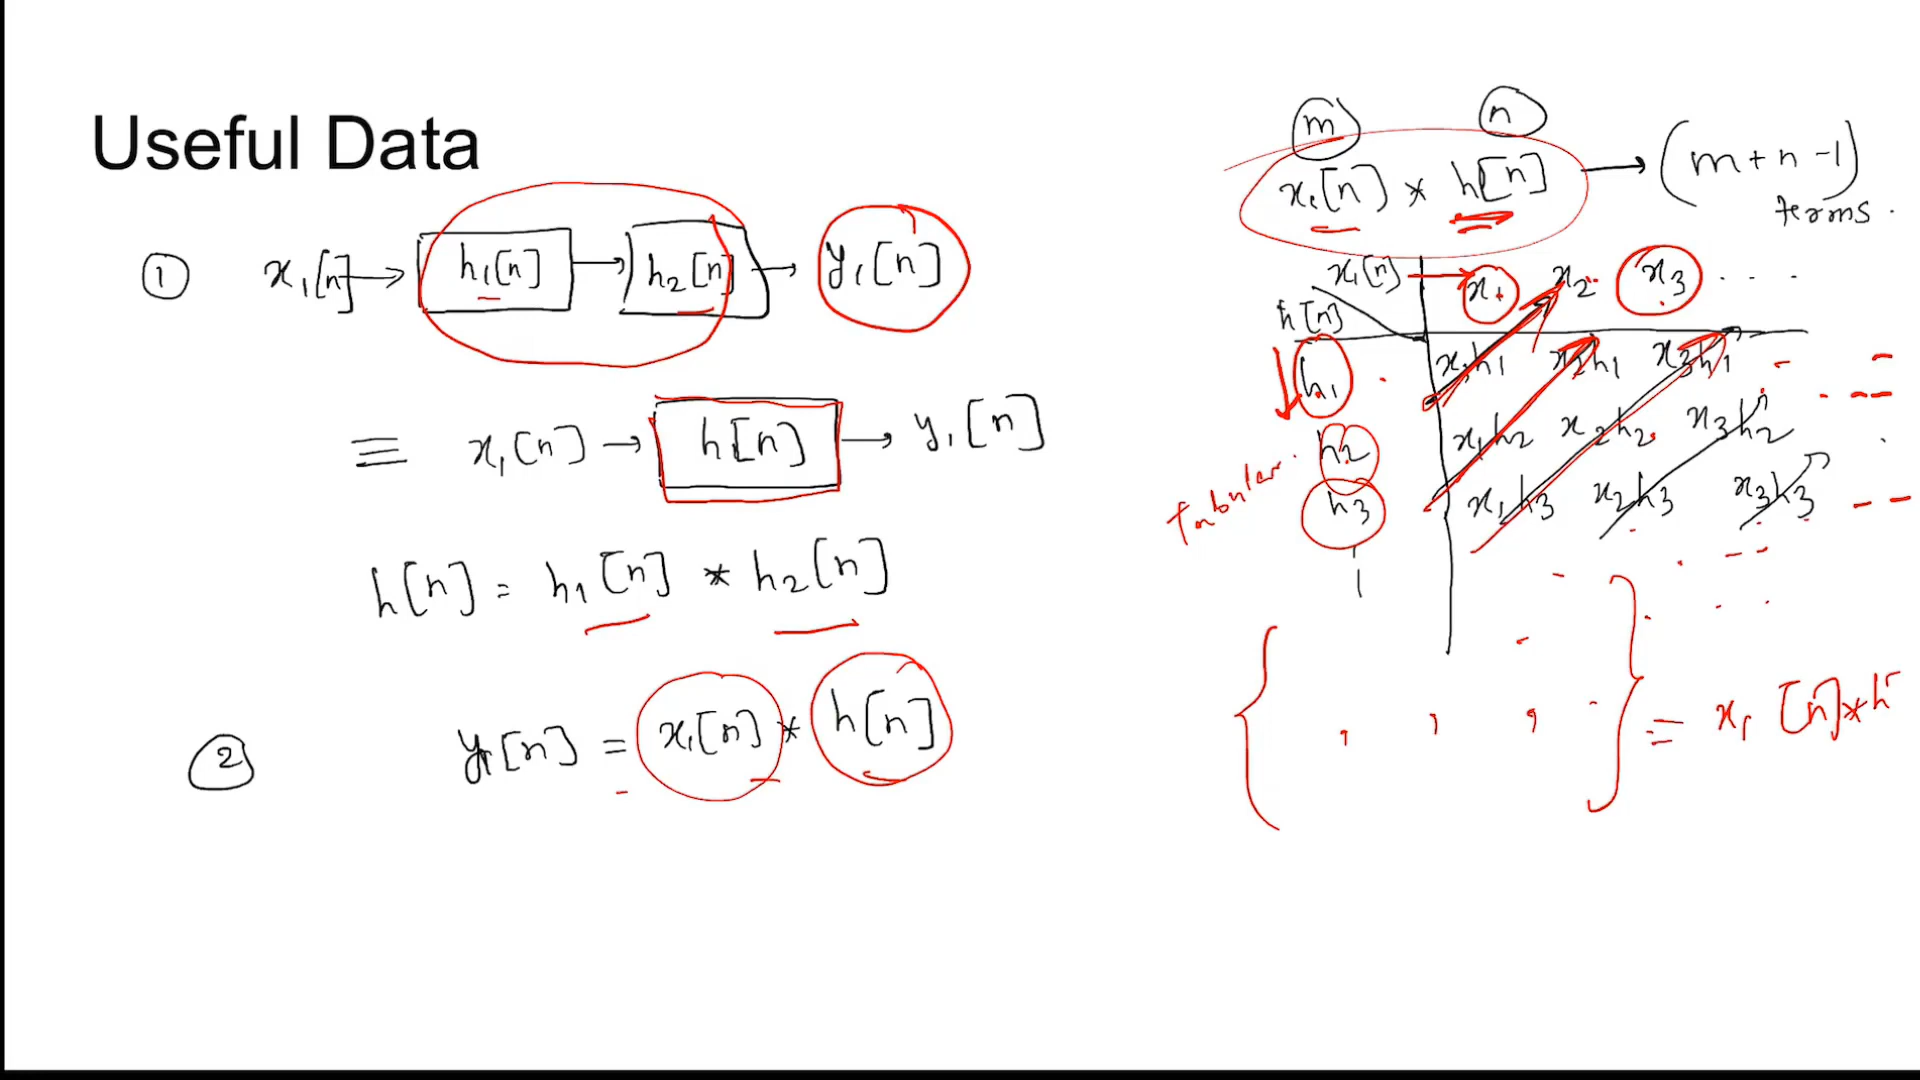 Useful Data
① x₁[n] → h₁[n] → h₂[n] → y₁[n]
≡ x₁[n] → h[n] → y₁[n]
h[n] = h₁[n] * h₂[n]
② y₁[n] = x₁[n] * h[n]
m n
x₁[n] * h[n] → (m+n-1)
terms.
x₁[n] → x₁ x₂ x₃ . . .
h[n]
h₁ x₁h₁ x₂h₁ x₃h₁
h₂ x₁h₂ x₂h₂ x₃h₂
h₃ x₁h₃ x₂h₃ x₃h₃
Tabular
{ , , , } = x₁[n]*h